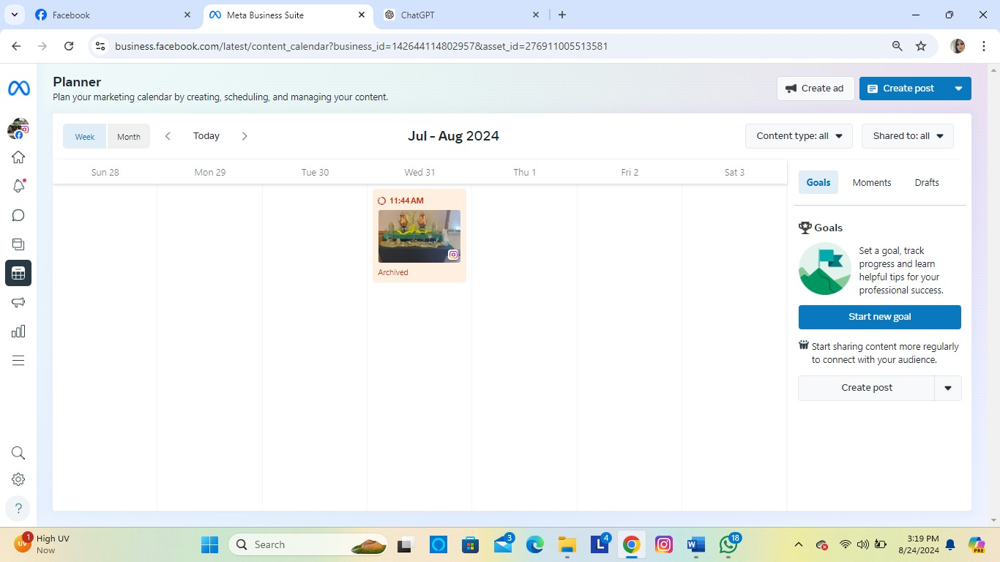 Facebook
Meta Business Suite
ChatGPT
business.facebook.com/latest/content_calendar?business_id=142644114802957&asset_id=276911005513581
Planner
Plan your marketing calendar by creating, scheduling, and managing your content.
Create ad
Create post
Week
Month
Today
Jul - Aug 2024
Content type: all
Shared to: all
Sun 28
Mon 29
Tue 30
Wed 31
Thu 1
Fri 2
Sat 3
11:44 AM
Archived
Goals
Moments
Drafts
Goals
Set a goal, track
progress and learn
helpful tips for your
professional success.
Start new goal
Start sharing content more regularly
to connect with your audience.
Create post
?
UV
1
High UV
Now
Search
3
L
4
W
18
PRE
3:19 PM
8/24/2024